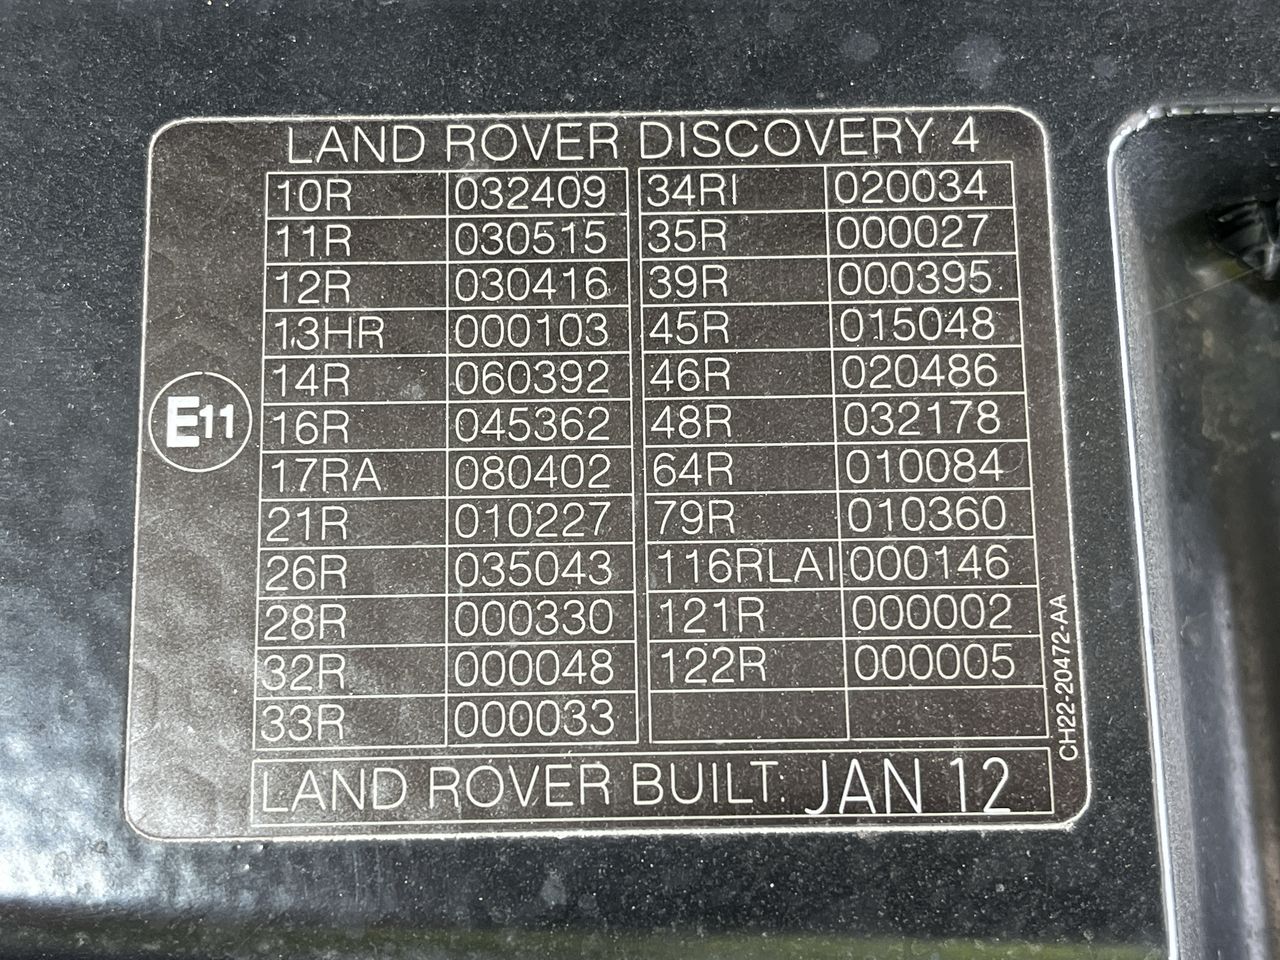 LAND ROVER DISCOVERY 4
10R 032409 34RI 020034
11R 030515 35R 000027
12R 030416 39R 000395
13HR 000103 45R 015048
14R 060392 46R 020486
16R 045362 48R 032178
17RA 080402 64R 010084
21R 010227 79R 010360
26R 035043 116RLAI 000146
28R 000330 121R 000002
32R 000048 122R 000005
33R 000033
E11
CH22-20472-AA
LAND ROVER BUILT: JAN 12